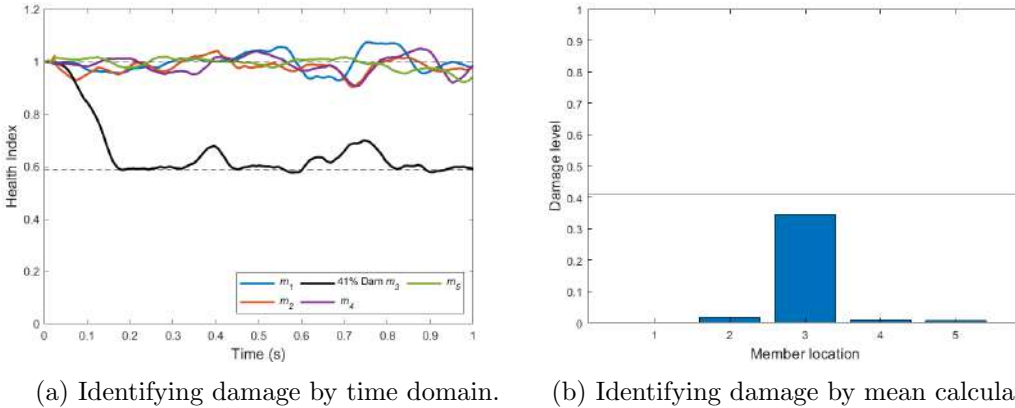 1.2
1
0.8
0.6
0.4
0.2
0
Health Index
m1 41% Dam m3 m5
m2 m4
0 0.1 0.2 0.3 0.4 0.5 0.6 0.7 0.8 0.9 1
Time (s)
(a) Identifying damage by time domain.
1
0.9
0.8
0.7
0.6
0.5
0.4
0.3
0.2
0.1
0
Damage level
1 2 3 4 5
Member location
(b) Identifying damage by mean calcula